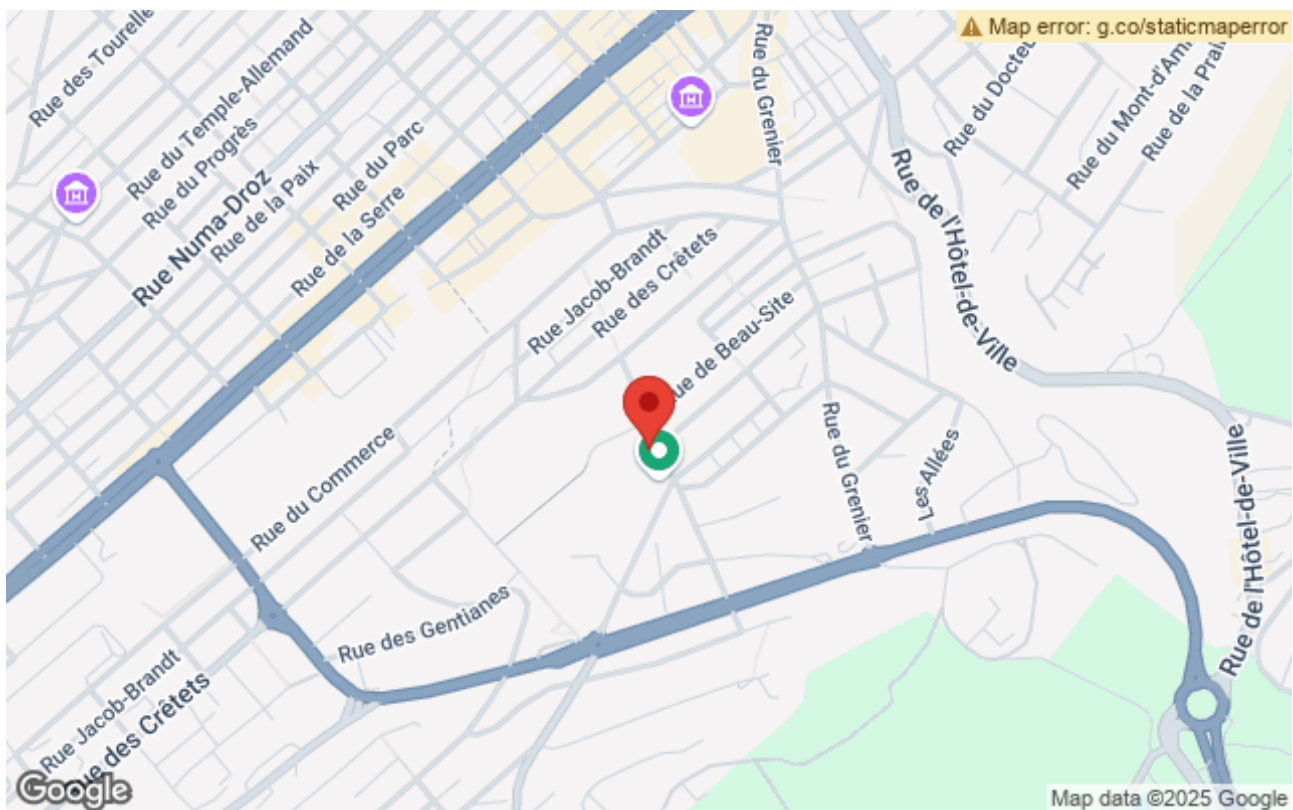 Map error: g.co/staticmaperror
Rue des Tourelle
Rue du Temple-Allemand
Rue du Progrès
Rue de la Paix
Rue Numa-Droz
Rue du Parc
Rue de la Serre
Rue du Grenier
Rue du Docteu
Rue du Mont-d'Ami
Rue de la Prai
Rue de l'Hôtel-de-Ville
Rue Jacob-Brandt
Rue des Crêtets
Rue de Beau-Site
Rue du Commerce
Rue du Grenier
Les Allées
Rue de l'Hôtel-de-Ville
Rue des Gentianes
Rue Jacob-Brandt
Rue des Crêtets
Google
Map data ©2025 Google